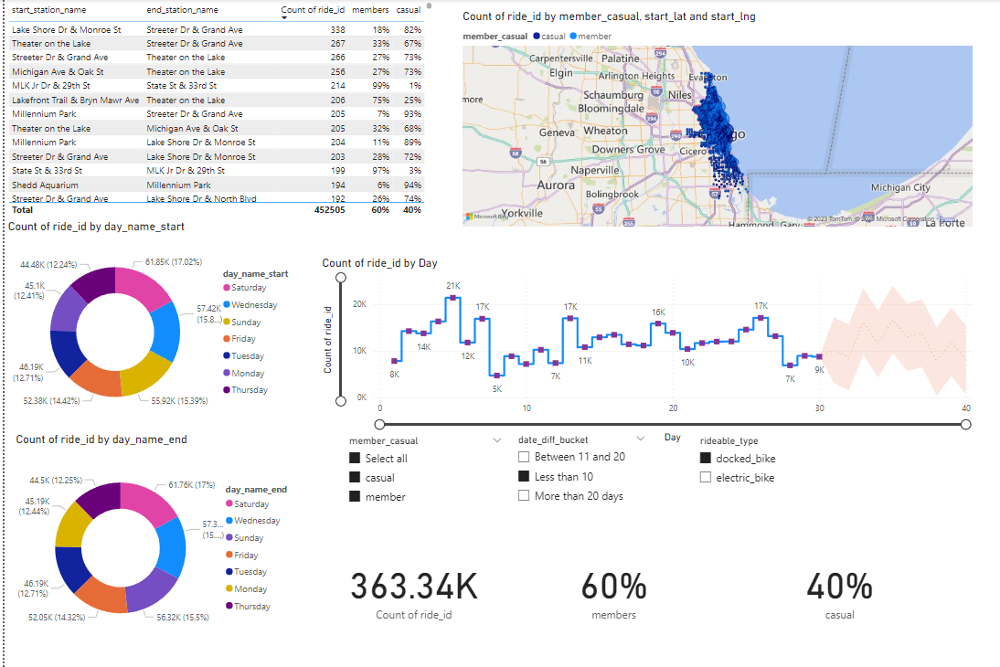 start_station_name end_station_name Count of ride_id members casual
Lake Shore Dr & Monroe St Streeter Dr & Grand Ave 338 18% 82%
Theater on the Lake Streeter Dr & Grand Ave 267 33% 67%
Streeter Dr & Grand Ave Theater on the Lake 266 27% 73%
Michigan Ave & Oak St Theater on the Lake 256 27% 73%
MLK Jr Dr & 29th St State St & 33rd St 214 99% 1%
Lakefront Trail & Bryn Mawr Ave Theater on the Lake 206 75% 25%
Millennium Park Streeter Dr & Grand Ave 205 7% 93%
Theater on the Lake Michigan Ave & Oak St 205 32% 68%
Millennium Park Lake Shore Dr & Monroe St 204 11% 89%
Streeter Dr & Grand Ave Lake Shore Dr & Monroe St 203 28% 72%
State St & 33rd St MLK Jr Dr & 29th St 199 97% 3%
Shedd Aquarium Millennium Park 194 6% 94%
Streeter Dr & Grand Ave Lake Shore Dr & North Blvd 192 26% 74%
Total 452505 60% 40%
Count of ride_id by member_casual, start_lat and start_lng
member_casual casual member
Carpentersville Palatine 294
Elgin Arlington Heights Evanston
more Schaumburg 90 Niles
Bloomingdale 294
Geneva Wheaton 290 go
88 Downers Grove Cicero
56
Naperville
Aurora Bolingbrook 57 Michigan City
55
Microsoft Bing Yorkville 355 Hammond Gary
© 2023 TomTom, © 2023 Microsoft Corporation Terms
La Porte
Count of ride_id by day_name_start
44.48K (12.24%) 61.85K (17.02%)
45.1K
(12.41%)
57.42K
(15.8...)
46.19K
(12.71%)
52.38K (14.42%) 55.92K (15.39%)
day_name_start
Saturday
Wednesday
Sunday
Friday
Tuesday
Monday
Thursday
Count of ride_id by Day
Count of ride_id
20K
10K
0K
8K 14K 21K 12K 17K 5K 7K 17K 11K 16K 10K 17K 7K 9K
0 10 20 30 40
Day
Count of ride_id by day_name_end
44.5K (12.25%) 61.76K (17%)
45.19K
(12.44%)
57.3...
(15....)
46.19K
(12.71%)
52.05K (14.32%) 56.32K (15.5%)
day_name_end
Saturday
Wednesday
Sunday
Friday
Tuesday
Monday
Thursday
member_casual
Select all
casual
member
date_diff_bucket
Between 11 and 20
Less than 10
More than 20 days
rideable_type
docked_bike
electric_bike
363.34K 60% 40%
Count of ride_id members casual